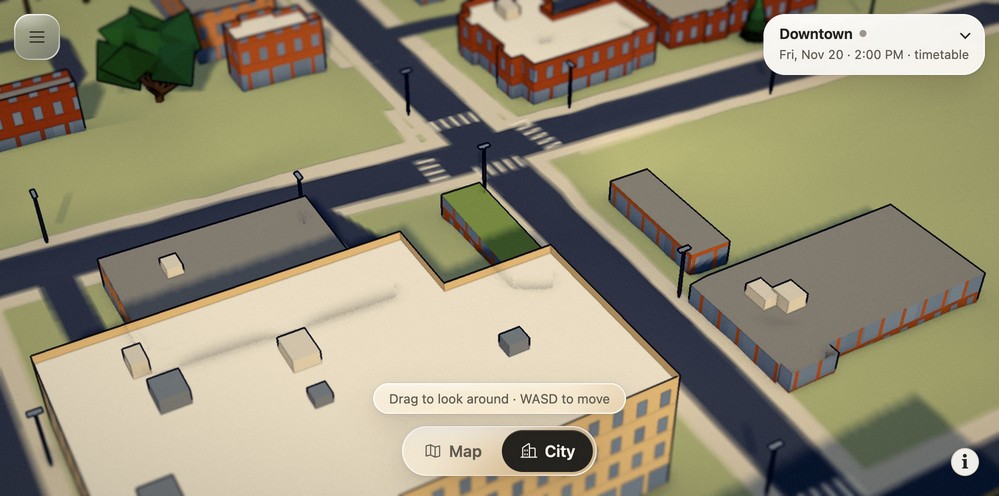 Downtown
Fri, Nov 20 · 2:00 PM · timetable
Drag to look around · WASD to move
Map
City